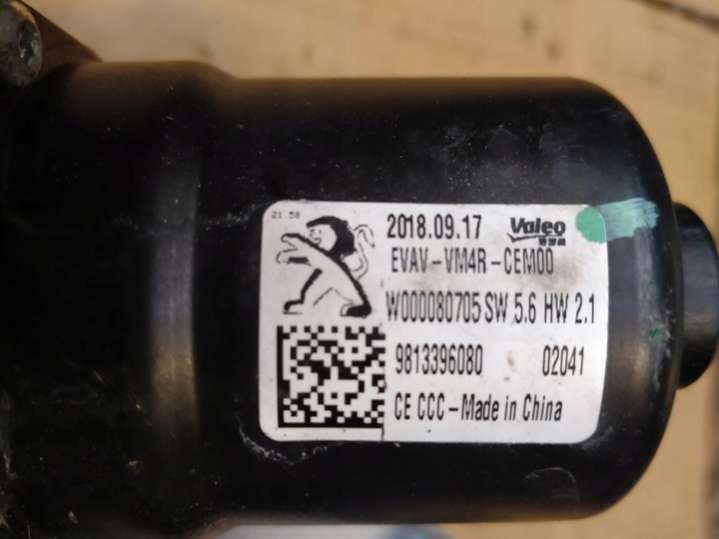 21 58
2018.09.17 Valeo
EVAV-VM4R-CEM00
W000080705 SW 5.6 HW 2.1
9813396080 02041
CE CCC-Made in China